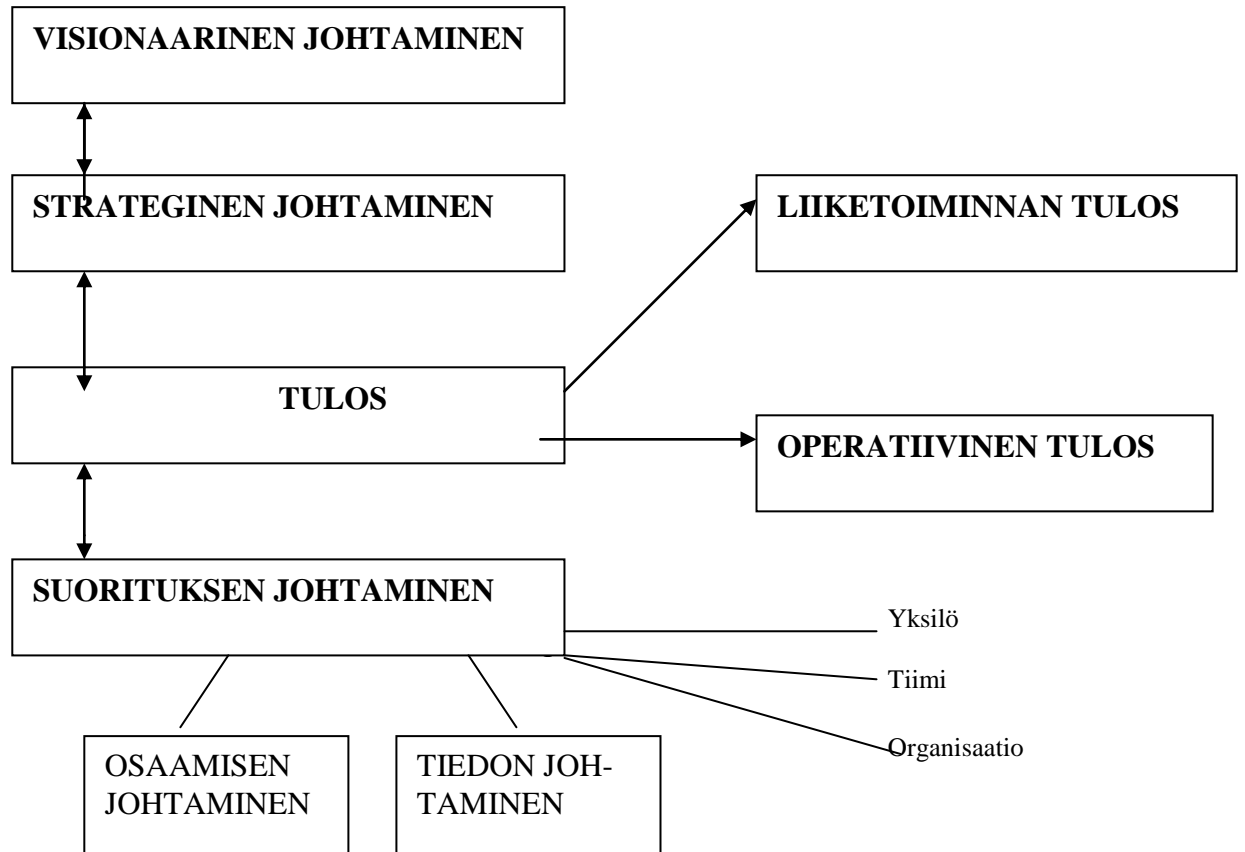 VISIONAARINEN JOHTAMINEN
STRATEGINEN JOHTAMINEN
LIIKETOIMINNAN TULOS
TULOS
OPERATIIVINEN TULOS
SUORITUKSEN JOHTAMINEN
Yksilö
Tiimi
Organisaatio
OSAAMISEN
JOHTAMINEN
TIEDON JOH-
TAMINEN